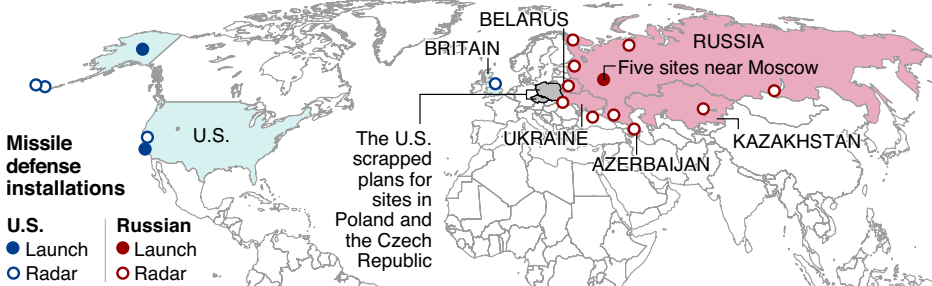 BELARUS
BRITAIN
RUSSIA
Five sites near Moscow
U.S.
UKRAINE
KAZAKHSTAN
AZERBAIJAN
The U.S.
scrapped
plans for
sites in
Poland and
the Czech
Republic
Missile
defense
installations
U.S.
Launch
Radar
Russian
Launch
Radar